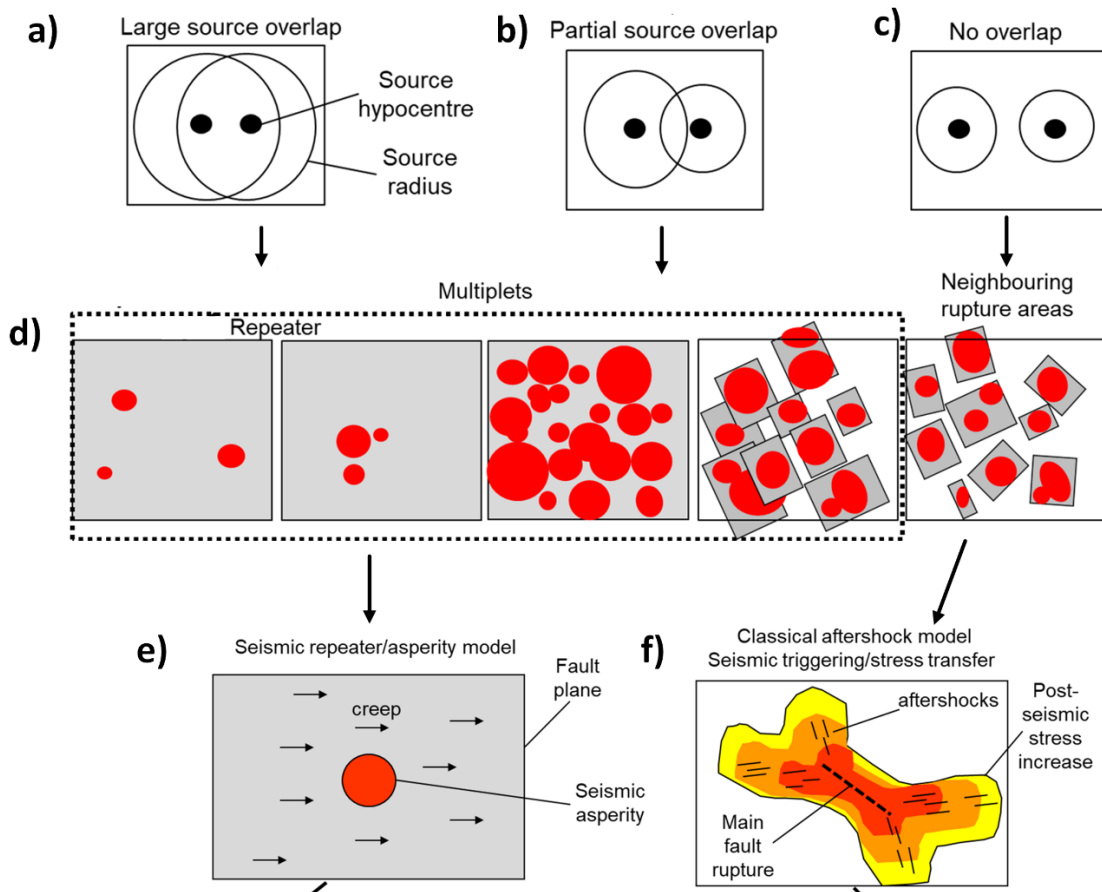 a)
Large source overlap
Source
hypocentre
Source
radius
b)
Partial source overlap
c)
No overlap
d)
Multiplets
Repeater
Neighbouring
rupture areas
e)
Seismic repeater/asperity model
creep
Fault
plane
Seismic
asperity
f)
Classical aftershock model
Seismic triggering/stress transfer
aftershocks
Post-
seismic
stress
increase
Main
fault
rupture